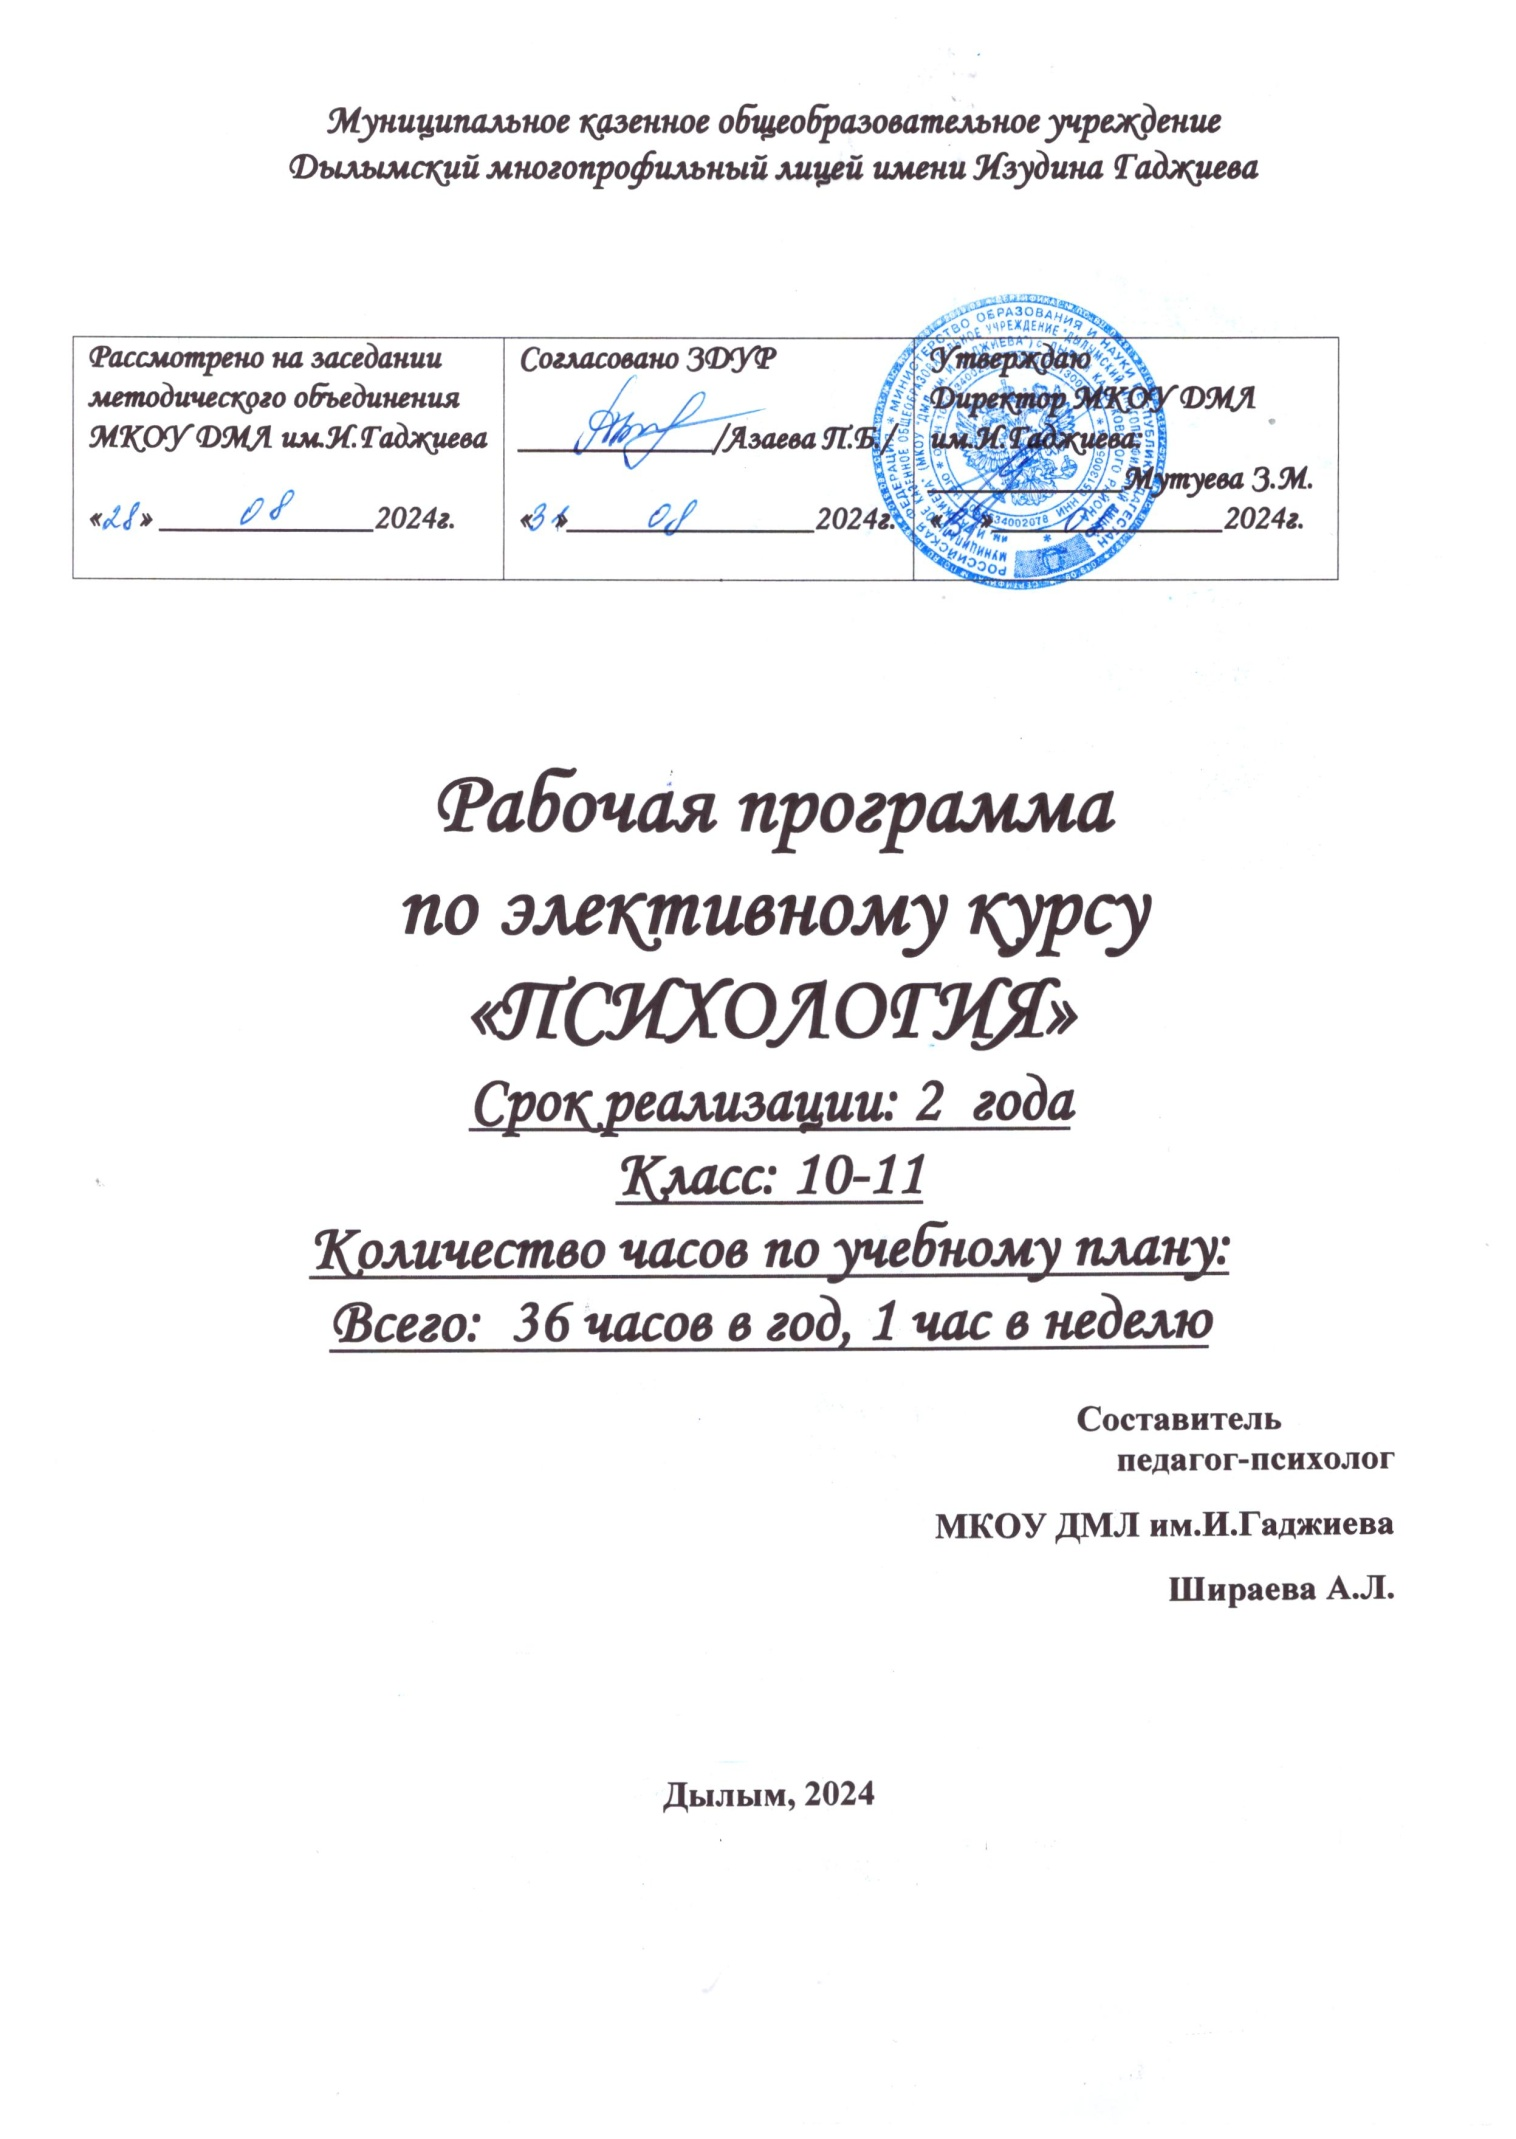 Муниципальное казенное общеобразовательное учреждение
Дылымский многопрофильный лицей имени Изудина Гаджиева
Рассмотрено на заседании
методического объединения
МКОУ ДМЛ им.И.Гаджиева
«28» 08 2024г.
Согласовано ЗДУР
/Азаева П.Б./
«31» 08 2024г.
Утверждаю
Директор МКОУ ДМЛ
им.И.Гаджиева:
Мутуева З.М.
2024г.
Рабочая программа
по элективному курсу
«ПСИХОЛОГИЯ»
Срок реализации: 2 года
Класс: 10-11
Количество часов по учебному плану:
Всего: 36 часов в год, 1 час в неделю
Составитель
педагог-психолог
МКОУ ДМЛ им.И.Гаджиева
Шираева А.Л.
Дылым, 2024